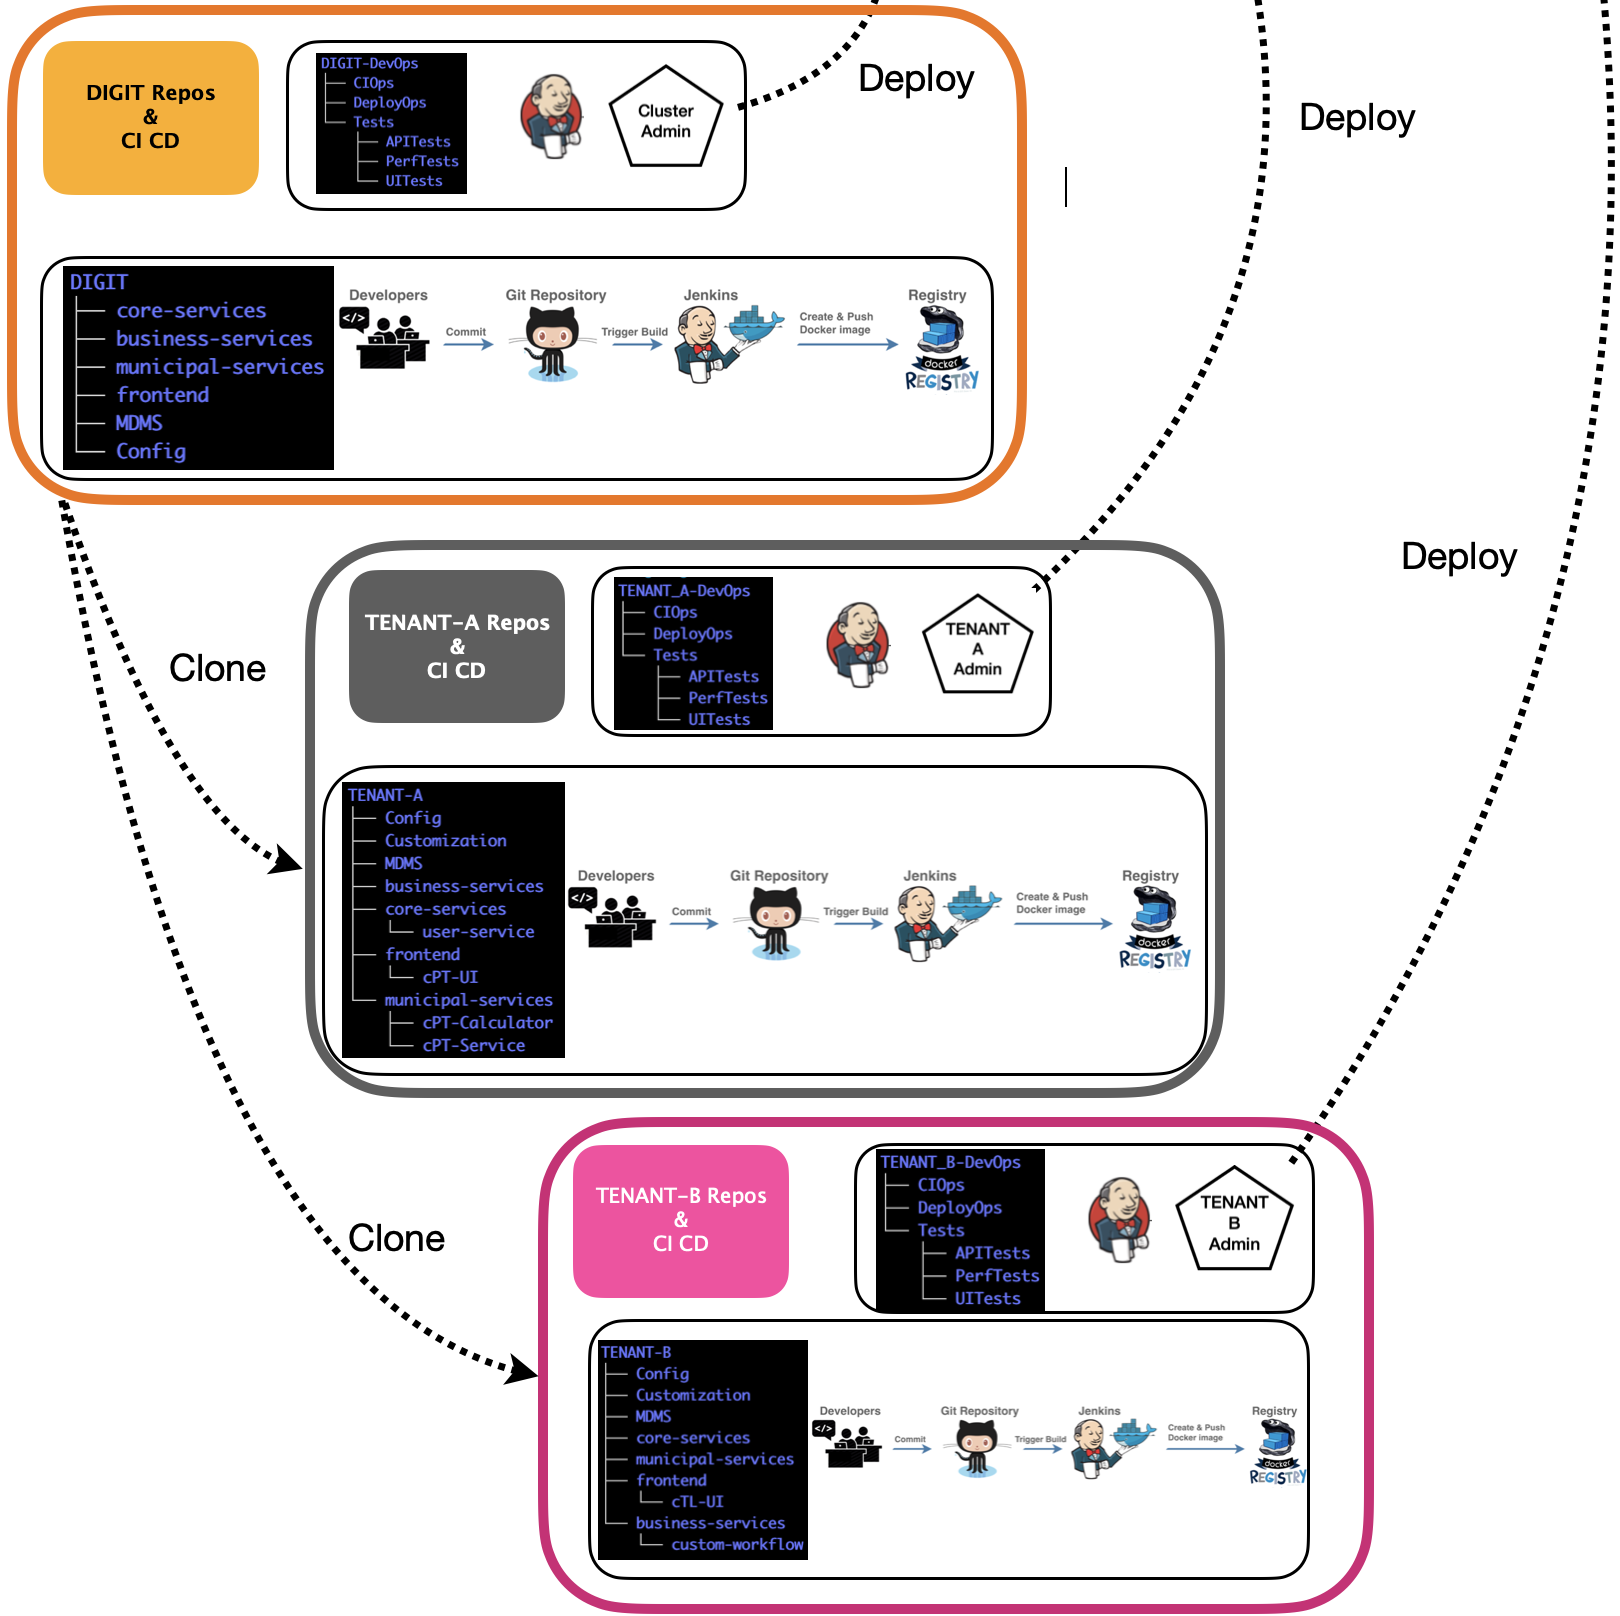 DIGIT Repos
&
CI CD
DIGIT-DevOps
CIOps
DeployOps
Tests
APITests
PerfTests
UITests
Cluster
Admin
Deploy
Deploy
DIGIT
core-services
business-services
municipal-services
frontend
MDMS
Config
Developers
Commit
Git Repository
Trigger Build
Jenkins
Create & Push
Docker image
Registry
docker
REGISTRY
Deploy
Clone
TENANT-A Repos
&
CI CD
TENANT_A-DevOps
CIOps
DeployOps
Tests
APITests
PerfTests
UITests
TENANT
A
Admin
TENANT-A
Config
Customization
MDMS
business-services
core-services
user-service
frontend
cPT-UI
municipal-services
cPT-Calculator
cPT-Service
Developers
Commit
Git Repository
Trigger Build
Jenkins
Create & Push
Docker image
Registry
docker
REGISTRY
Clone
TENANT-B Repos
&
CI CD
TENANT_B-DevOps
CIOps
DeployOps
Tests
APITests
PerfTests
UITests
TENANT
B
Admin
TENANT-B
Config
Customization
MDMS
core-services
municipal-services
frontend
cTL-UI
business-services
custom-workflow
Developers
Commit
Git Repository
Trigger Build
Jenkins
Create & Push
Docker image
Registry
docker
REGISTRY